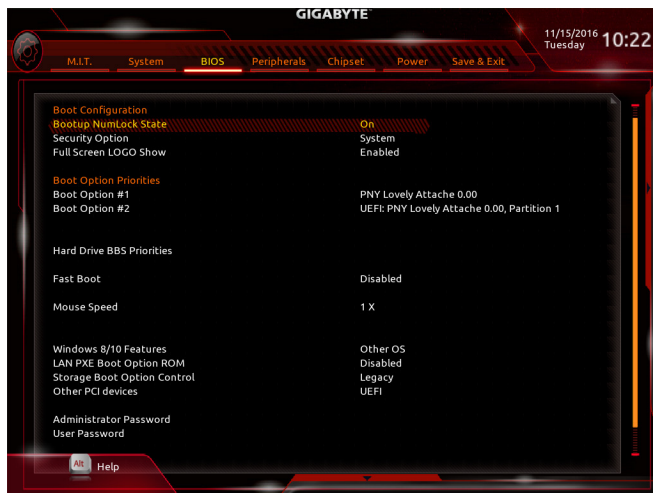 GIGABYTE
11/15/2016
Tuesday
10:22
M.I.T. System BIOS Peripherals Chipset Power Save & Exit
Boot Configuration
Bootup NumLock State On
Security Option System
Full Screen LOGO Show Enabled
Boot Option Priorities
Boot Option #1 PNY Lovely Attache 0.00
Boot Option #2 UEFI: PNY Lovely Attache 0.00, Partition 1
Hard Drive BBS Priorities
Fast Boot Disabled
Mouse Speed 1 X
Windows 8/10 Features Other OS
LAN PXE Boot Option ROM Disabled
Storage Boot Option Control Legacy
Other PCI devices UEFI
Administrator Password
User Password
Alt Help